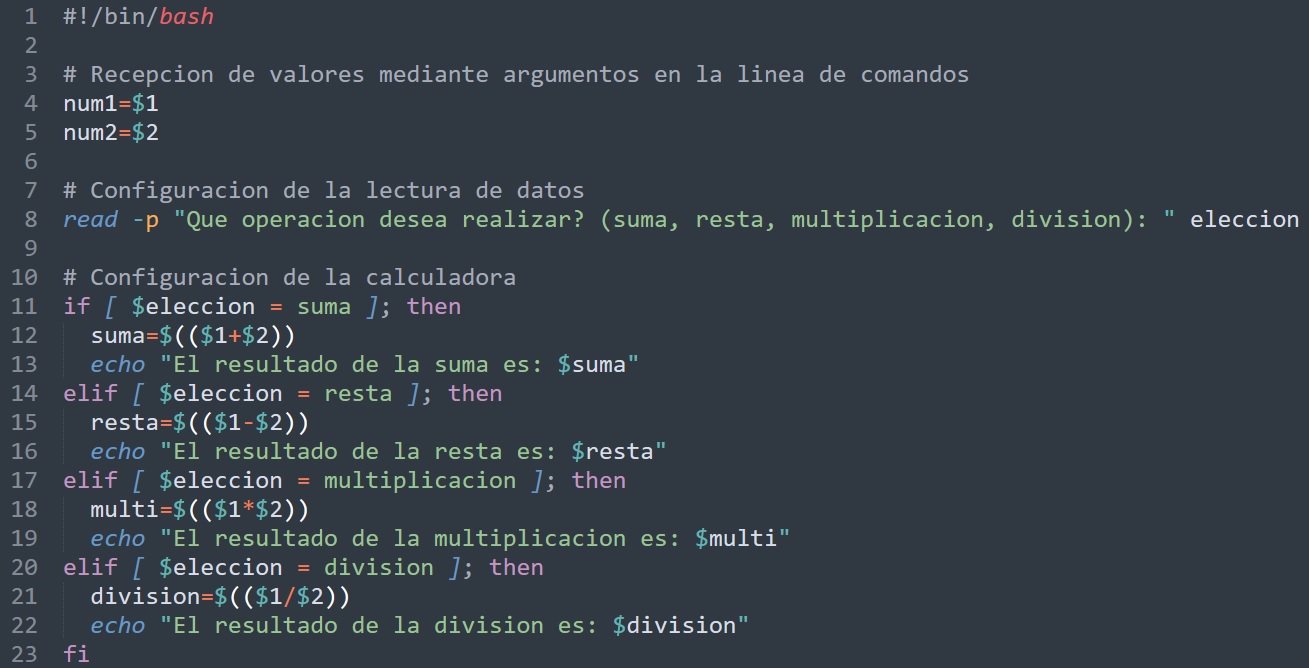 1 #!/bin/bash
2
3 # Recepcion de valores mediante argumentos en la linea de comandos
4 num1=$1
5 num2=$2
6
7 # Configuracion de la lectura de datos
8 read -p "Que operacion desea realizar? (suma, resta, multiplicacion, division): " eleccion
9
10 # Configuracion de la calculadora
11 if [ $eleccion = suma ]; then
12   suma=$(($1+$2))
13   echo "El resultado de la suma es: $suma"
14 elif [ $eleccion = resta ]; then
15   resta=$(($1-$2))
16   echo "El resultado de la resta es: $resta"
17 elif [ $eleccion = multiplicacion ]; then
18   multi=$(($1*$2))
19   echo "El resultado de la multiplicacion es: $multi"
20 elif [ $eleccion = division ]; then
21   division=$(($1/$2))
22   echo "El resultado de la division es: $division"
23 fi